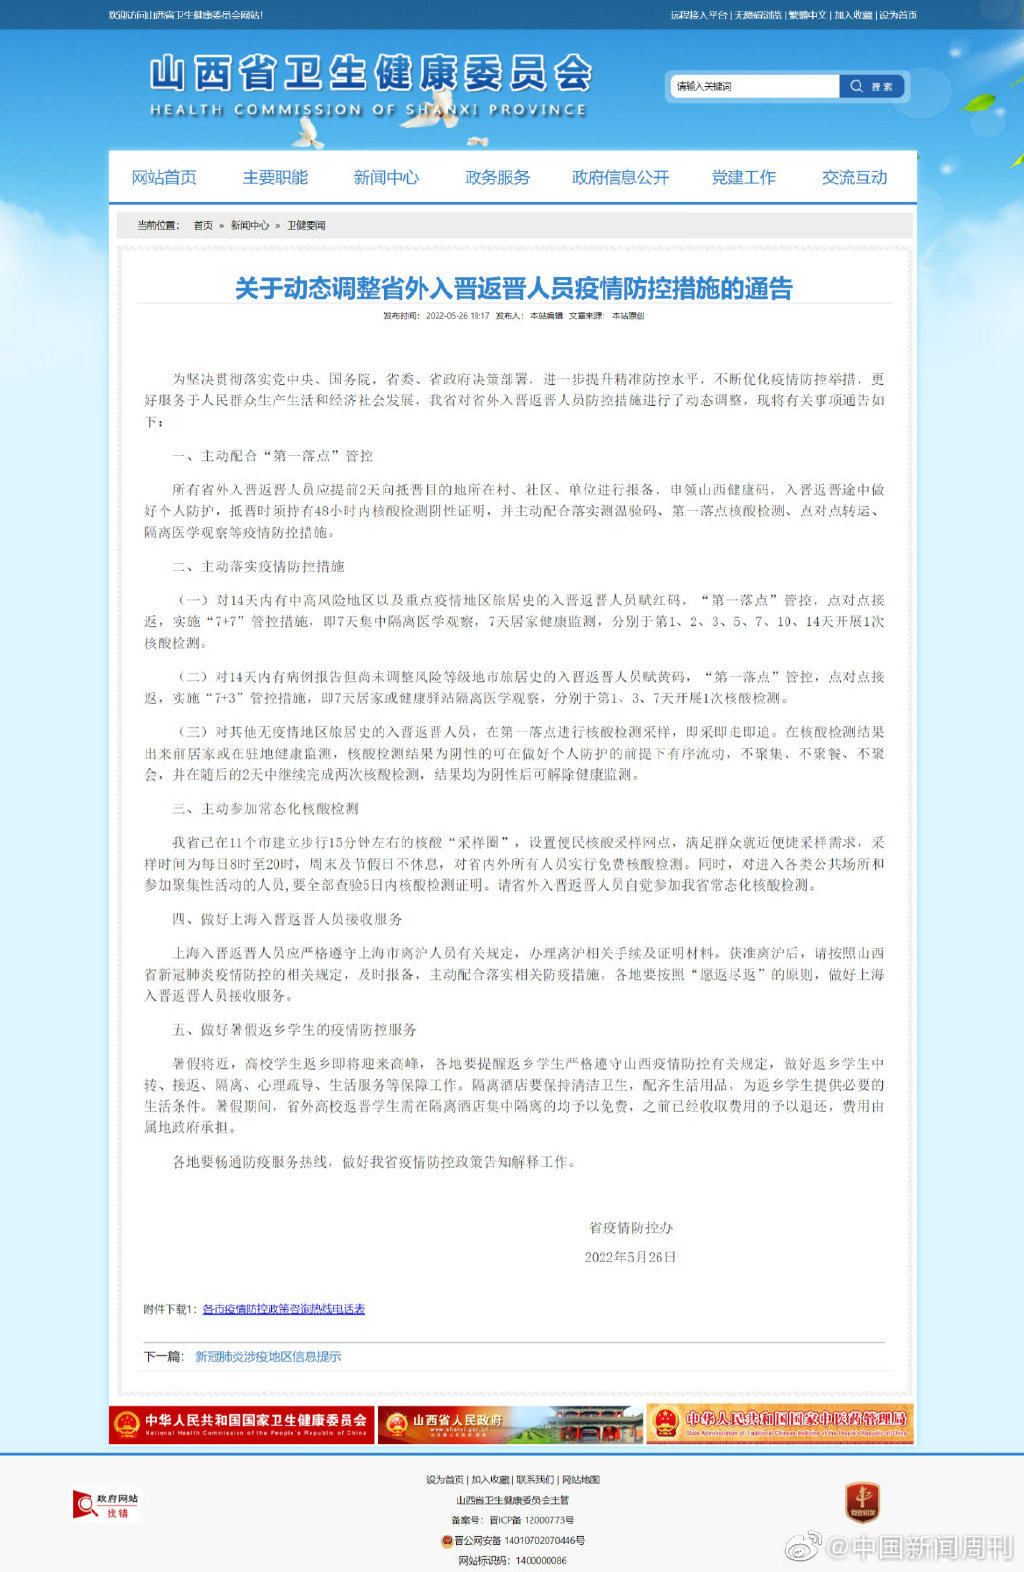 欢迎访问山西省卫生健康委员会网站！
远程接入平台 | 无障碍浏览 | 繁體中文 | 加入收藏 | 设为首页
山西省卫生健康委员会
HEALTH COMMISSION OF SHANXI PROVINCE
请输入关键词
搜 索
网站首页 主要职能 新闻中心 政务服务 政府信息公开 党建工作 交流互动
当前位置： 首页 » 新闻中心 » 卫健要闻
关于动态调整省外入晋返晋人员疫情防控措施的通告
发布时间： 2022-05-26 19:17 发布人： 本站编辑 文章来源： 本站原创
为坚决贯彻落实党中央、国务院，省委、省政府决策部署，进一步提升精准防控水平，不断优化疫情防控举措，更
好服务于人民群众生产生活和经济社会发展，我省对省外入晋返晋人员防控措施进行了动态调整，现将有关事项通告如
下：
一、主动配合“第一落点”管控
所有省外入晋返晋人员应提前2天向抵晋目的地所在村、社区、单位进行报备，申领山西健康码，入晋返晋途中做
好个人防护，抵晋时须持有48小时内核酸检测阴性证明，并主动配合落实测温验码、第一落点核酸检测、点对点转运、
隔离医学观察等疫情防控措施。
二、主动落实疫情防控措施
（一）对14天内有中高风险地区以及重点疫情地区旅居史的入晋返晋人员赋红码，“第一落点”管控，点对点接
返，实施“7+7”管控措施，即7天集中隔离医学观察，7天居家健康监测，分别于第1、2、3、5、7、10、14天开展1次
核酸检测。
（二）对14天内有病例报告但尚未调整风险等级地市旅居史的入晋返晋人员赋黄码，“第一落点”管控，点对点接
返，实施“7+3”管控措施，即7天居家或健康驿站隔离医学观察，分别于第1、3、7天开展1次核酸检测。
（三）对其他无疫情地区旅居史的入晋返晋人员，在第一落点进行核酸检测采样，即采即走即追。在核酸检测结果
出来前居家或在驻地健康监测，核酸检测结果为阴性的可在做好个人防护的前提下有序流动，不聚集、不聚餐、不聚
会，并在随后的2天中继续完成两次核酸检测，结果均为阴性后可解除健康监测。
三、主动参加常态化核酸检测
我省已在11个市建立步行15分钟左右的核酸“采样圈”，设置便民核酸采样网点，满足群众就近便捷采样需求，采
样时间为每日8时至20时，周末及节假日不休息，对省内外所有人员实行免费核酸检测。同时，对进入各类公共场所和
参加聚集性活动的人员,要全部查验5日内核酸检测证明。请省外入晋返晋人员自觉参加我省常态化核酸检测。
四、做好上海入晋返晋人员接收服务
上海入晋返晋人员应严格遵守上海市离沪人员有关规定，办理离沪相关手续及证明材料。获准离沪后，请按照山西
省新冠肺炎疫情防控的相关规定，及时报备，主动配合落实相关防疫措施。各地要按照“愿返尽返”的原则，做好上海
入晋返晋人员接收服务。
五、做好暑假返乡学生的疫情防控服务
暑假将近，高校学生返乡即将迎来高峰，各地要提醒返乡学生严格遵守山西疫情防控有关规定，做好返乡学生中
转、接返、隔离、心理疏导、生活服务等保障工作。隔离酒店要保持清洁卫生，配齐生活用品，为返乡学生提供必要的
生活条件。暑假期间，省外高校返晋学生需在隔离酒店集中隔离的均予以免费，之前已经收取费用的予以退还，费用由
属地政府承担。
各地要畅通防疫服务热线，做好我省疫情防控政策告知解释工作。
省疫情防控办
2022年5月26日
附件下载1： 各市疫情防控政策咨询热线电话表
下一篇： 新冠肺炎涉疫地区信息提示
中华人民共和国国家卫生健康委员会
National Health Commission of the People's Republic of China
山西省人民政府
www.shanxi.gov.cn
中华人民共和国国家中医药管理局
State Administration of Traditional Chinese Medicine of the People's Republic of China
设为首页 | 加入收藏 | 联系我们 | 网站地图
山西省卫生健康委员会主管
备案号： 晋ICP备 12000773号
晋公网安备 14010702070446号
网站标识码： 1400000086
政府网站
找错
党政机关
@中国新闻周刊